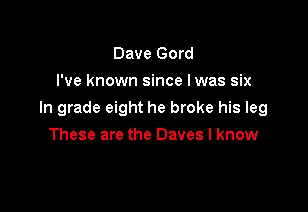 Dave Gord
I've known since I was six
In grade eight he broke his leg
These are the Daves I know